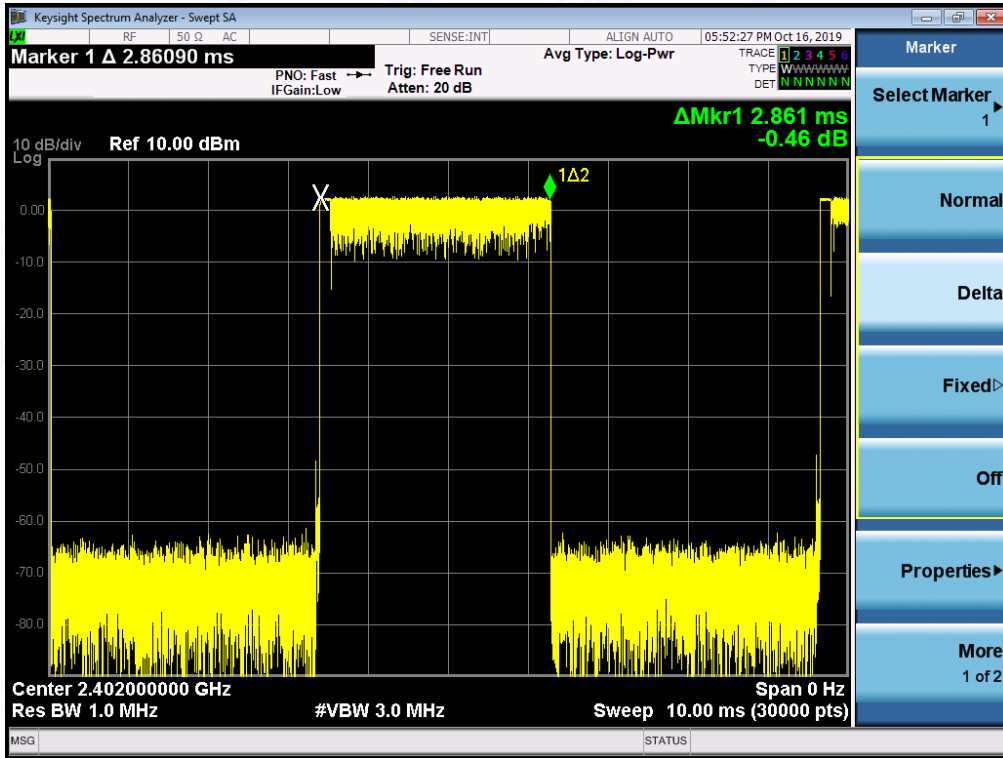 Keysight Spectrum Analyzer - Swept SA
LXI RF 50 Ω AC SENSE:INT ALIGN AUTO 05:52:27 PM Oct 16, 2019
Marker 1 Δ 2.86090 ms
PNO: Fast
IFGain:Low
Trig: Free Run
Atten: 20 dB
Avg Type: Log-Pwr
TRACE 1 2 3 4 5 6
TYPE WWWWWW
DET N N N N N N
ΔMkr1 2.861 ms
-0.46 dB
10 dB/div Ref 10.00 dBm
Log
1Δ2
X
0.00
-10.0
-20.0
-30.0
-40.0
-50.0
-60.0
-70.0
-80.0
Center 2.402000000 GHz Span 0 Hz
Res BW 1.0 MHz #VBW 3.0 MHz Sweep 10.00 ms (30000 pts)
MSG STATUS
Marker
Select Marker
1
Normal
Delta
Fixed
Off
Properties
More
1 of 2